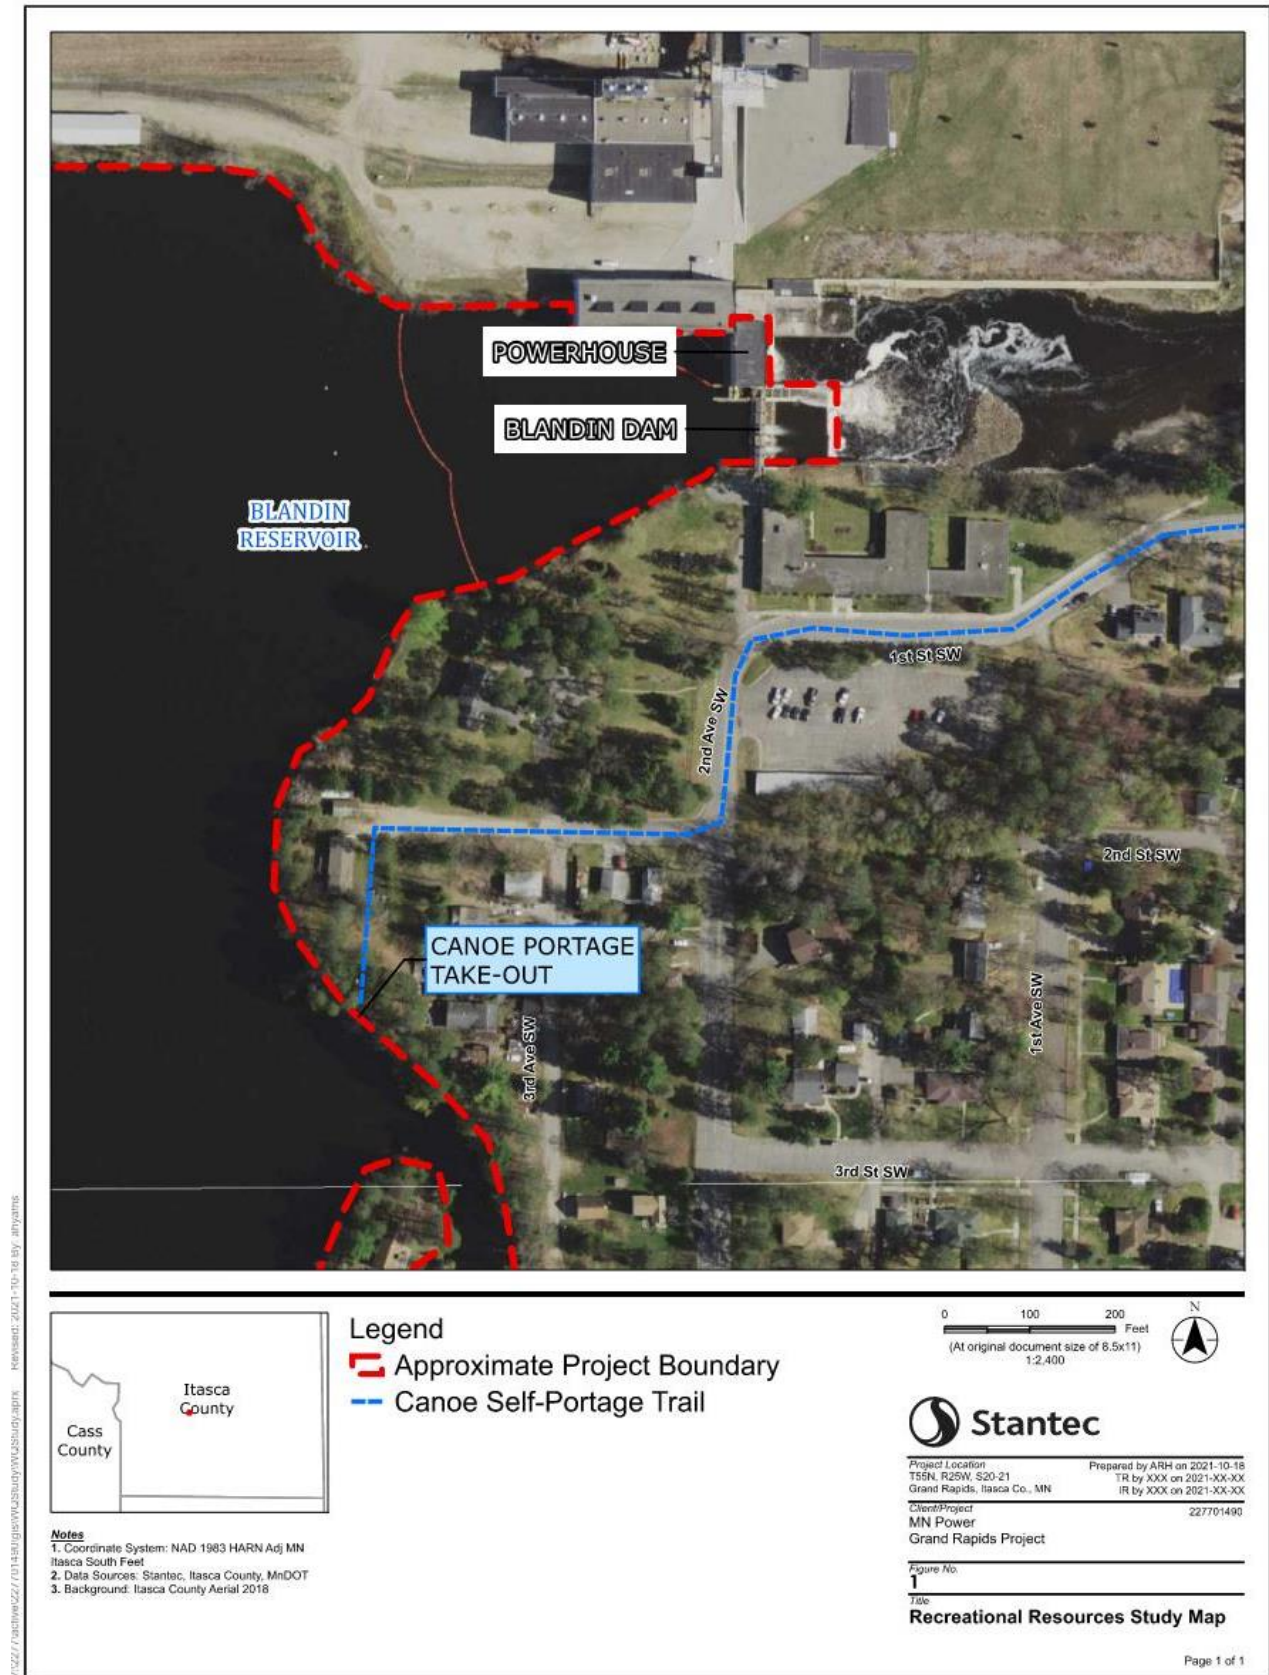 POWERHOUSE
BLANDIN DAM
BLANDIN
RESERVOIR
1st St SW
2nd Ave SW
2nd St SW
CANOE PORTAGE
TAKE-OUT
1st Ave SW
3rd Ave SW
3rd St SW
Revised: 2021-10-18 By: ahyams
Itasca
County
Cass
County
Legend
Approximate Project Boundary
Canoe Self-Portage Trail
0 100 200
Feet
(At original document size of 8.5x11)
1:2,400
N
Stantec
Project Location
T55N, R25W, S20-21
Grand Rapids, Itasca Co., MN
Prepared by ARH on 2021-10-18
TR by XXX on 2021-XX-XX
IR by XXX on 2021-XX-XX
Client/Project
227701490
MN Power
Grand Rapids Project
Figure No.
1
Title
Recreational Resources Study Map
Notes
1. Coordinate System: NAD 1983 HARN Adj MN
Itasca South Feet
2. Data Sources: Stantec, Itasca County, MnDOT
3. Background: Itasca County Aerial 2018
Page 1 of 1